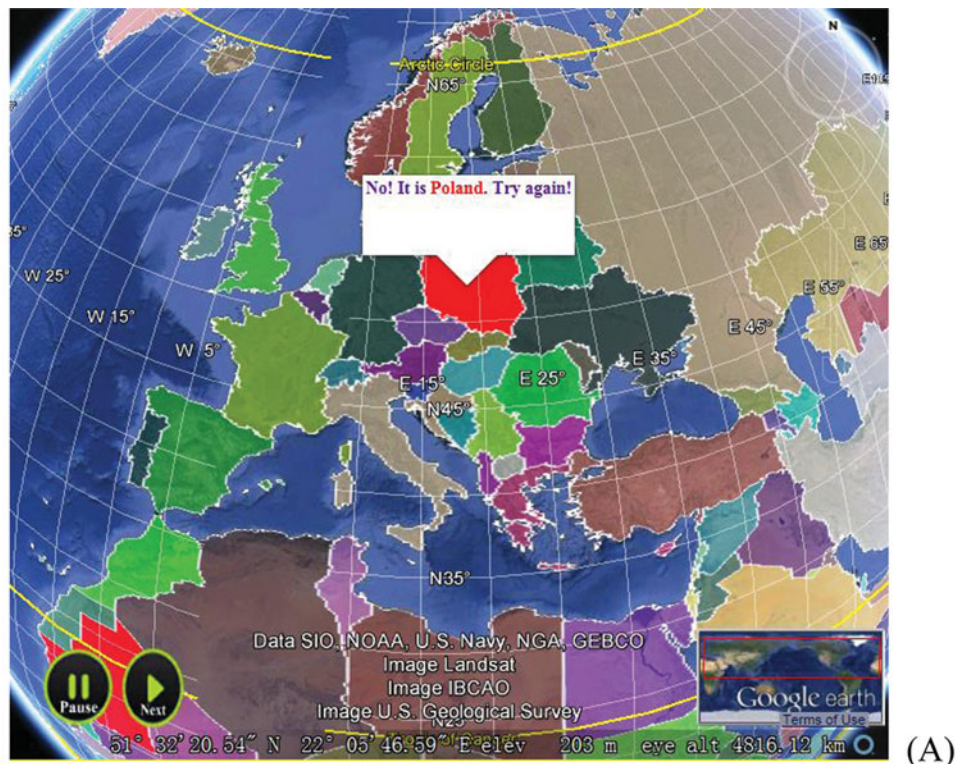 N
Arctic Circle
N65°
No! It is Poland. Try again!
E 65
W 25°
E 55°
W 15°
E 45°
W 5°
E 35°
E 25°
E 15°
N45°
N35°
Data SIO, NOAA, U.S. Navy, NGA, GEBCO
Image Landsat
Image IBCAO
Image U.S. Geological Survey
Pause
Next
Google earth
Terms of Use
51° 32'20.54" N 22° 05'46.59" E elev 203 m eye alt 4816.12 km
(A)